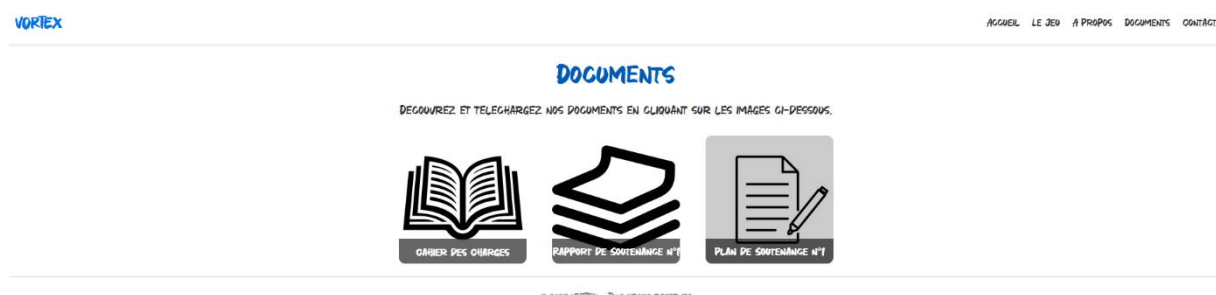 VORTEX
ACCUEIL LE JEU A PROPOS DOCUMENTS CONTACT
DOCUMENTS
DECOUVREZ ET TELECHARGEZ NOS DOCUMENTS EN CLIQUANT SUR LES IMAGES CI-DESSOUS.
CAHIER DES CHARGES
RAPPORT DE SOUTENANCE N°1
PLAN DE SOUTENANCE N°1